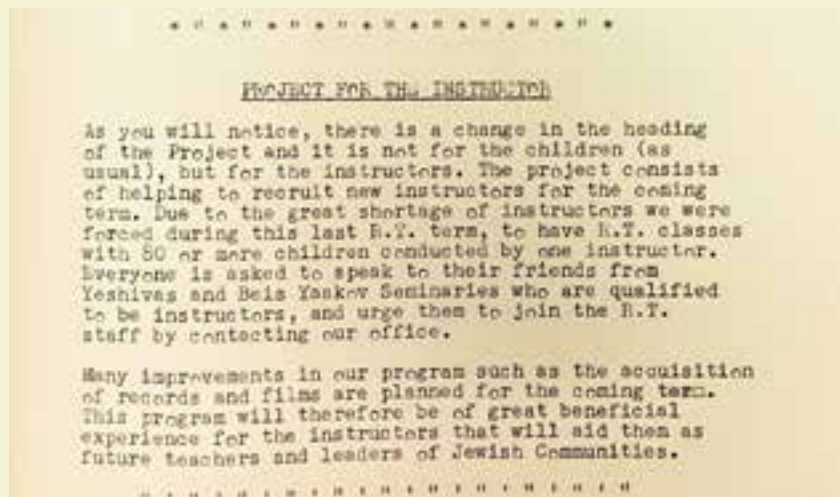 PROJECT FOR THE INSTRUCTOR
As you will notice, there is a change in the heading
of the Project and it is not for the children (as
usual), but for the instructors. The project consists
of helping to recruit new instructors for the coming
term. Due to the great shortage of instructors we were
forced during this last R.T. term, to have R.T. classes
with 80 or more children conducted by one instructor.
Everyone is asked to speak to their friends from
Yeshivas and Beis Yaakov Seminaries who are qualified
to be instructors, and urge them to join the R.T.
staff by contacting our office.
Many improvements in our program such as the acquisition
of records and films are planned for the coming term.
This program will therefore be of great beneficial
experience for the instructors that will aid them as
future teachers and leaders of Jewish Communities.